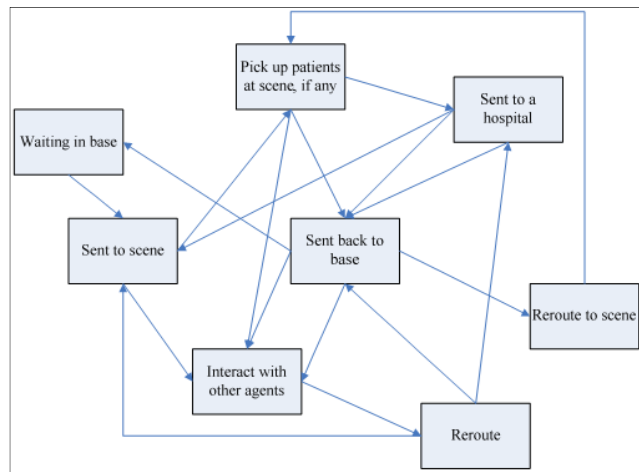 Pick up patients
at scene, if any
Sent to a
hospital
Waiting in base
Sent to scene
Sent back to
base
Reroute to scene
Interact with
other agents
Reroute